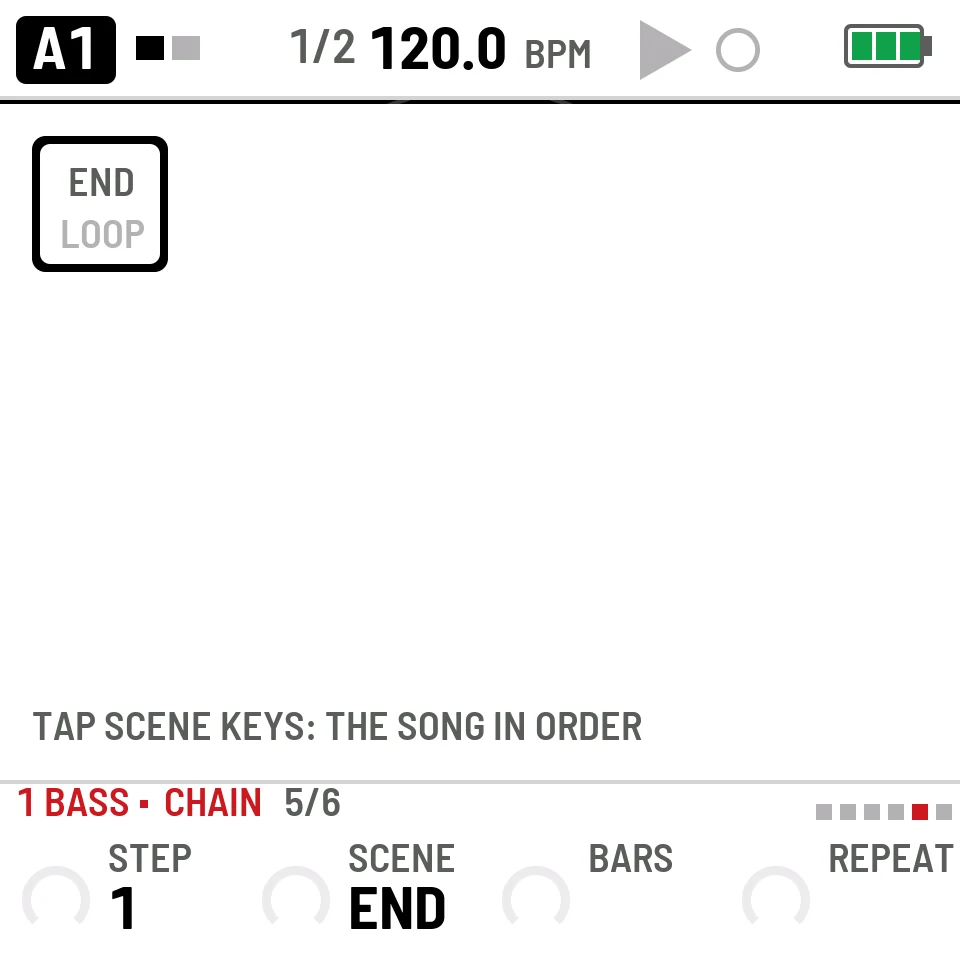 A1 1/2 120.0 BPM
END
LOOP
TAP SCENE KEYS: THE SONG IN ORDER
1 BASS · CHAIN 5/6
STEP SCENE BARS REPEAT
1 END